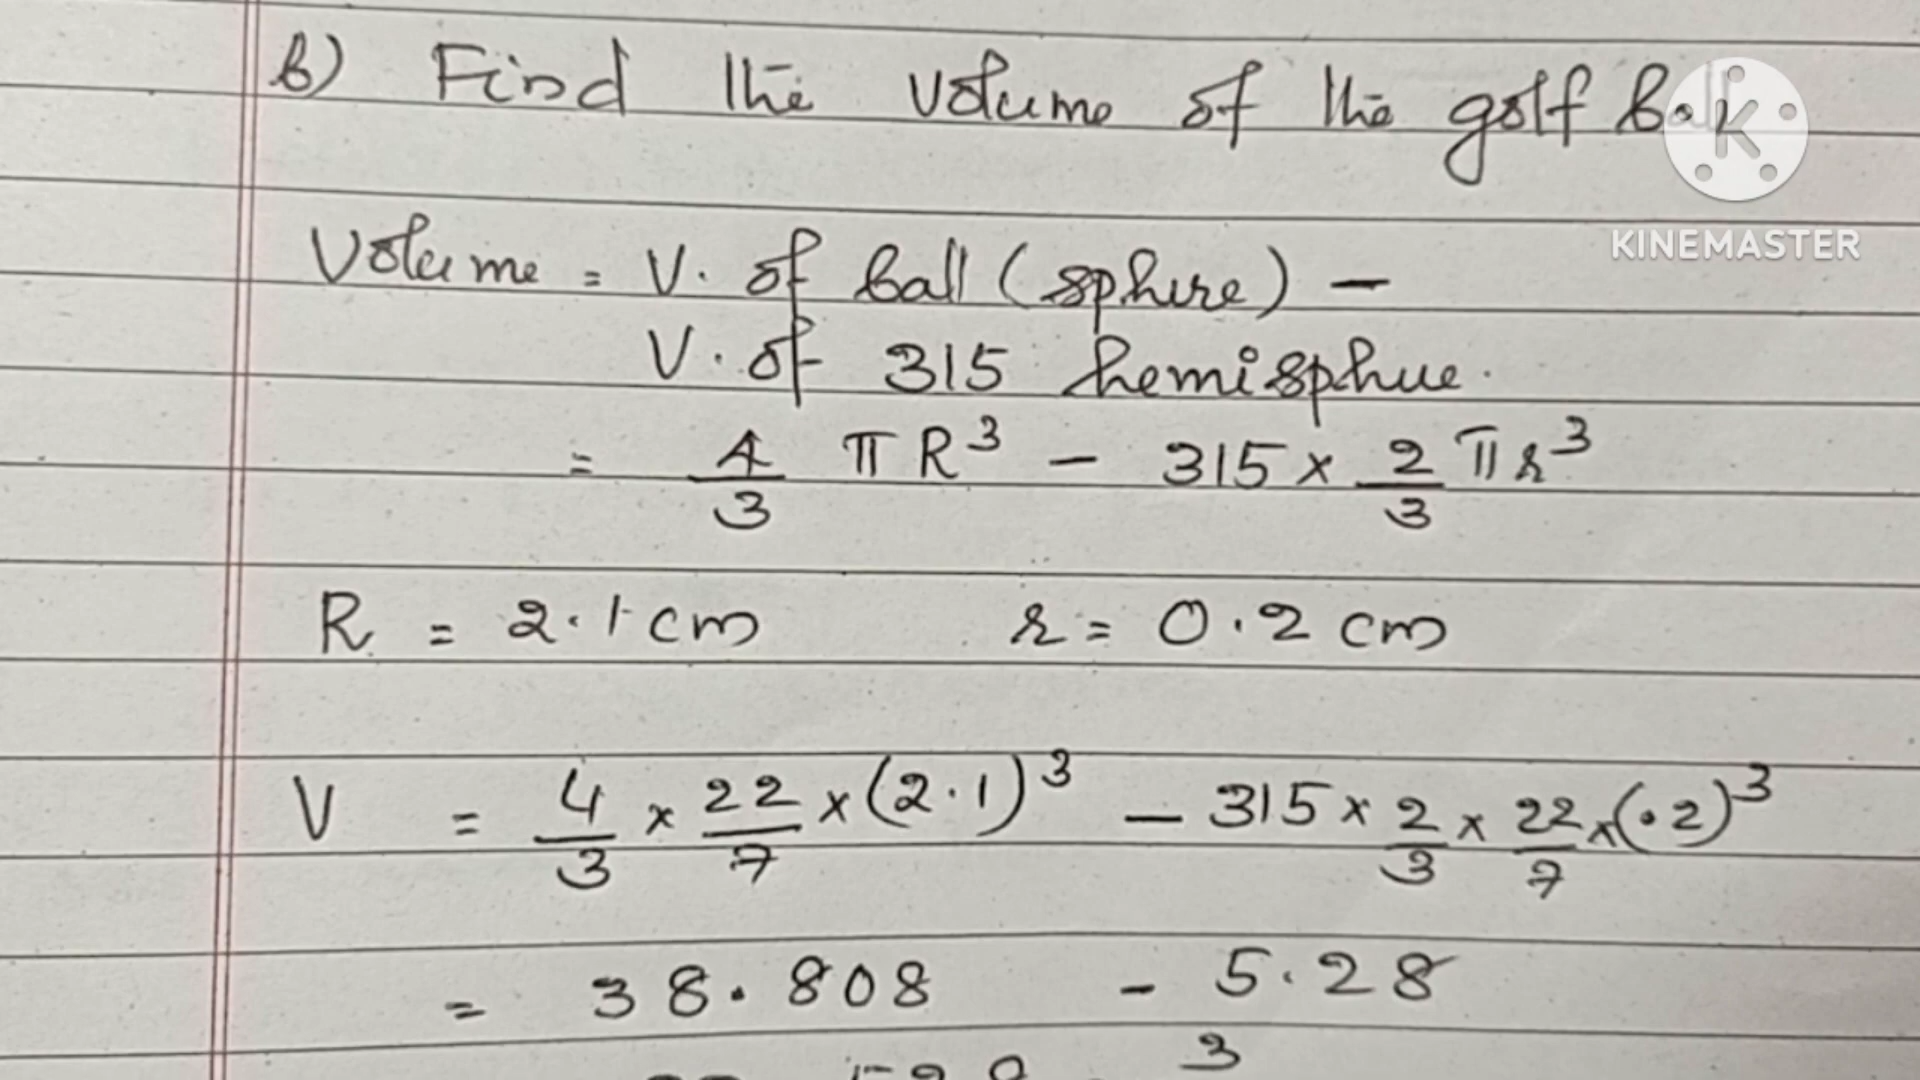 b) Find the volume of the golf ball
KINEMASTER
Volume = V. of ball (sphere) -
V. of 315 hemisphere.
= 4/3 π R³ - 315 × 2/3 π r³
R = 2.1 cm r = 0.2 cm
V = 4/3 × 22/7 × (2.1)³ - 315 × 2/3 × 22/7 × (.2)³
= 38.808 - 5.28
3